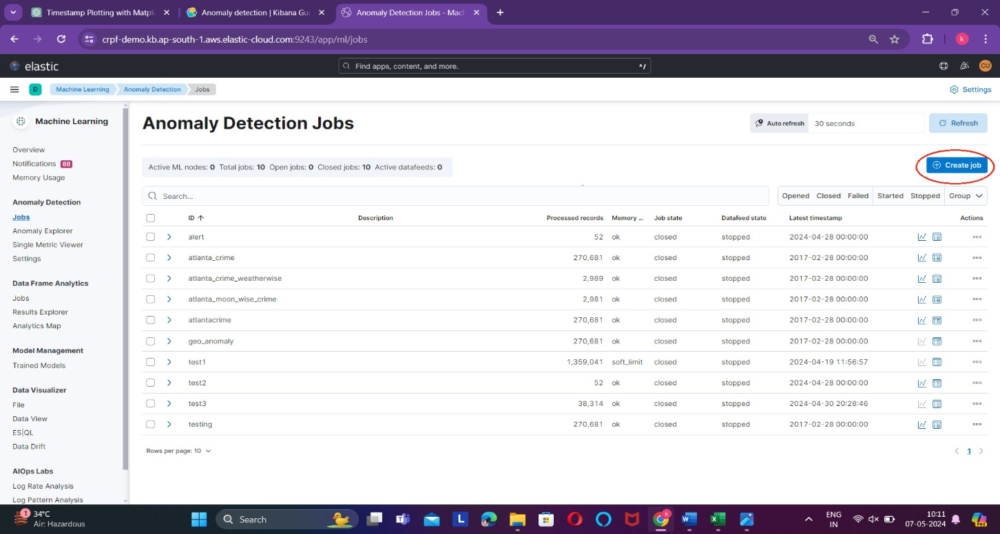 Timestamp Plotting with Matplo
Anomaly detection | Kibana Gui
Anomaly Detection Jobs - Mach
crpf-demo.kb.ap-south-1.aws.elastic-cloud.com:9243/app/ml/jobs
k
elastic
Find apps, content, and more.
^/
CU
D
Machine Learning
Anomaly Detection
Jobs
Settings
Machine Learning
Overview
Notifications 88
Memory Usage
Anomaly Detection
Jobs
Anomaly Explorer
Single Metric Viewer
Settings
Data Frame Analytics
Jobs
Results Explorer
Analytics Map
Model Management
Trained Models
Data Visualizer
File
Data View
ES|QL
Data Drift
AIOps Labs
Log Rate Analysis
Log Pattern Analysis
Anomaly Detection Jobs
Auto refresh 30 seconds
Refresh
Active ML nodes: 0 Total jobs: 10 Open jobs: 0 Closed jobs: 10 Active datafeeds: 0
Create job
Search...
Opened Closed Failed Started Stopped Group
ID Description Processed records Memory ... Job state Datafeed state Latest timestamp Actions
alert 52 ok closed stopped 2024-04-28 00:00:00
atlanta_crime 270,681 ok closed stopped 2017-02-28 00:00:00
atlanta_crime_weatherwise 2,989 ok closed stopped 2017-02-28 00:00:00
atlanta_moon_wise_crime 2,981 ok closed stopped 2017-02-28 00:00:00
atlantacrime 270,681 ok closed stopped 2017-02-28 00:00:00
geo_anomaly 270,681 ok closed stopped 2017-02-28 00:00:00
test1 1,359,041 soft_limit closed stopped 2024-04-19 11:56:57
test2 52 ok closed stopped 2024-04-28 00:00:00
test3 38,314 ok closed stopped 2024-04-30 20:28:46
testing 270,681 ok closed stopped 2017-02-28 00:00:00
Rows per page: 10
1
1
34°C
Air: Hazardous
Search
L
k
ENG
IN
10:11
07-05-2024
PRE